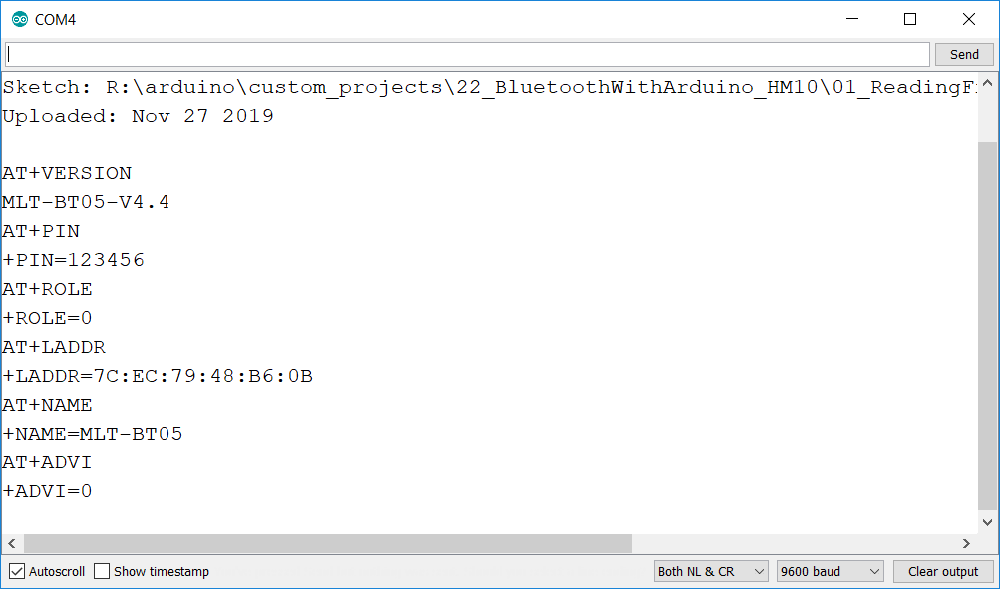 COM4
Send
Sketch: R:\arduino\custom_projects\22_BluetoothWithArduino_HM10\01_ReadingF
Uploaded: Nov 27 2019
AT+VERSION
MLT-BT05-V4.4
AT+PIN
+PIN=123456
AT+ROLE
+ROLE=0
AT+LADDR
+LADDR=7C:EC:79:48:B6:0B
AT+NAME
+NAME=MLT-BT05
AT+ADVI
+ADVI=0
Autoscroll Show timestamp Both NL & CR 9600 baud Clear output